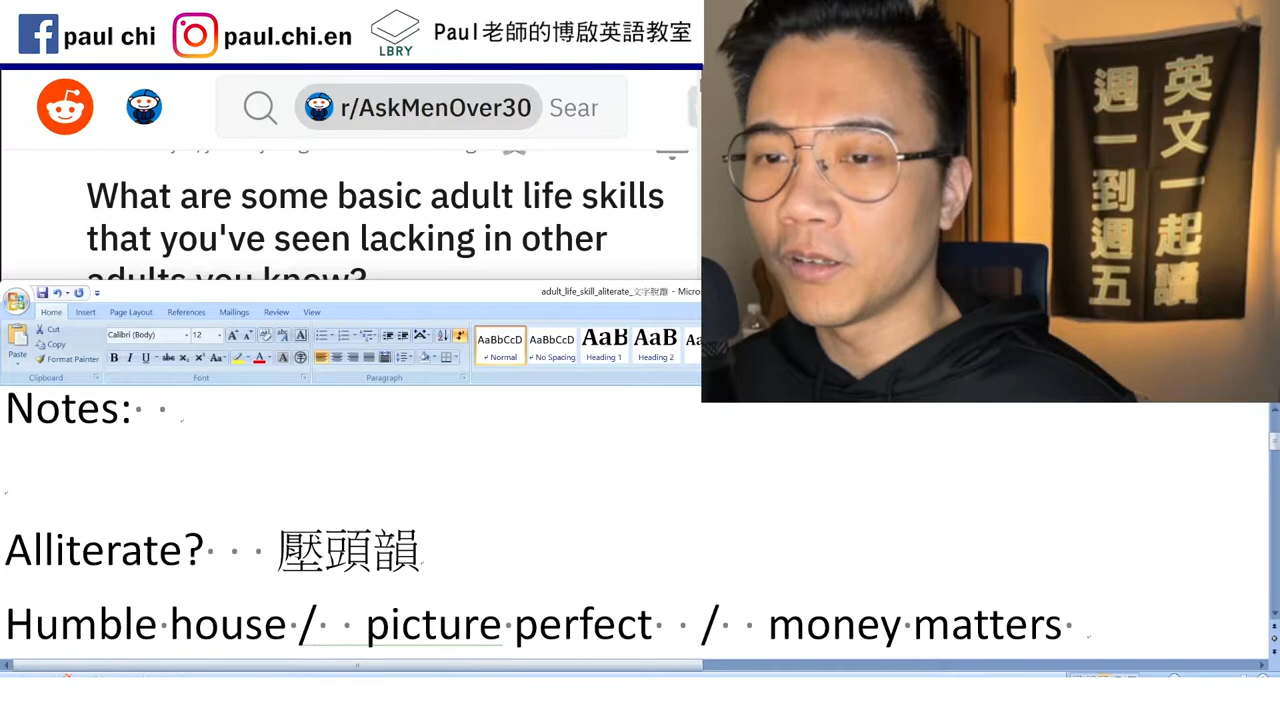 paul chi
paul.chi.en
LBRY
Paul老師的博啟英語教室
r/AskMenOver30 Sear
What are some basic adult life skills
that you've seen lacking in other
adults you know?
adult_life_skill_aliterate_文字稅離 - Micros
Home Insert Page Layout References Mailings Review View
Cut
Copy
Format Painter
Paste
Clipboard
Calibri (Body) 12
Font
Paragraph
AaBbCcD AaBbCcD AaB AaB
Normal No Spacing Heading 1 Heading 2
Notes:
Alliterate? 壓頭韻
Humble house / picture perfect / money matters
英文一起讀
週一到週五